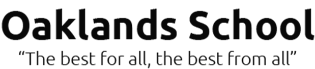 Oaklands School
“The best for all, the best from all”